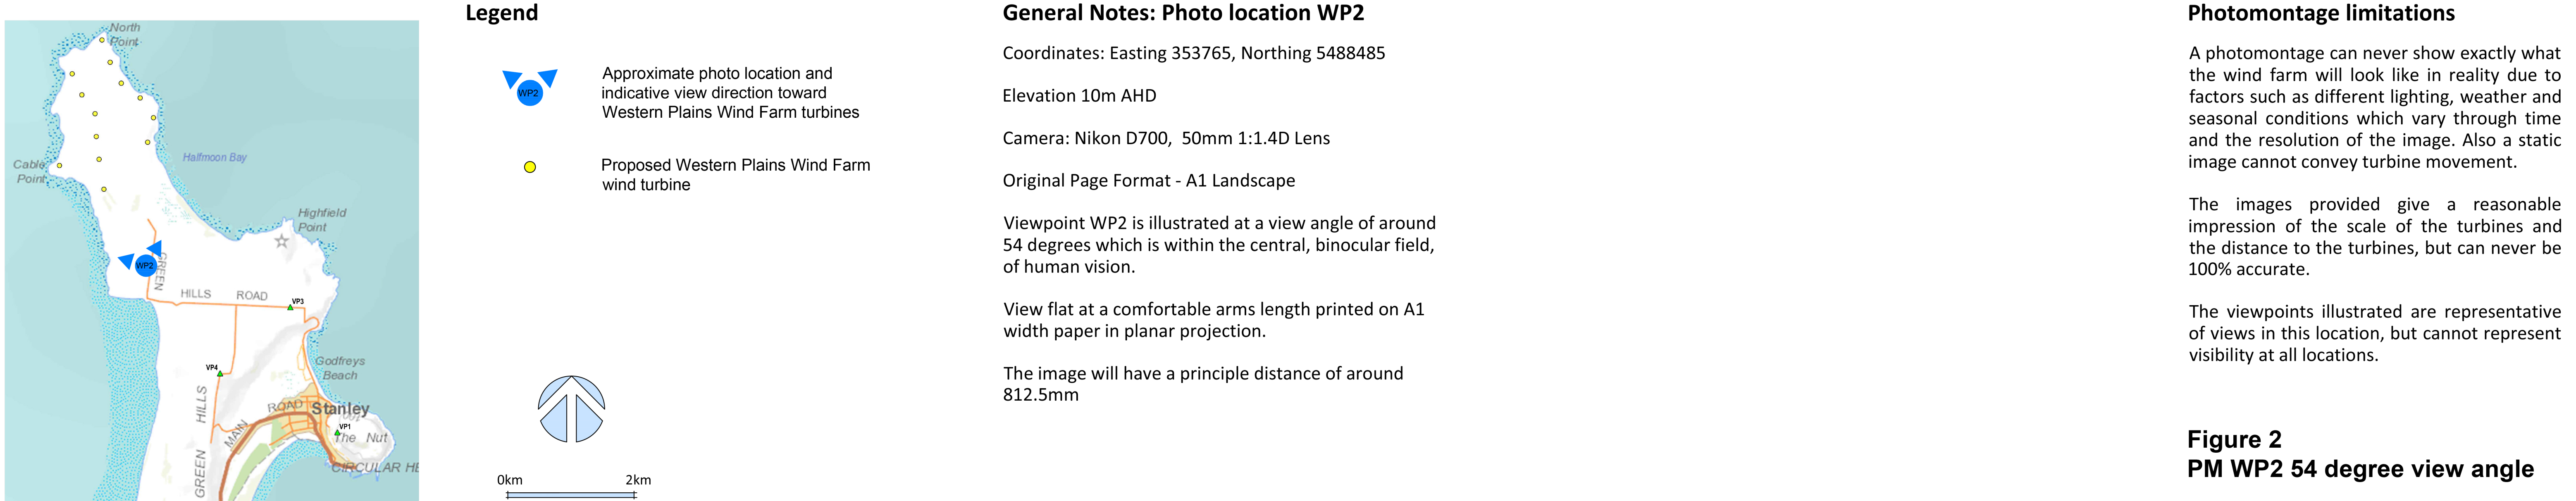 North
Point
Cable
Point
Halfmoon Bay
Highfield
Point
WP2
GREEN
HILLS ROAD
VP3
VP4
Godfreys
Beach
GREEN HILLS
MAIN ROAD
Stanley
VP1
The Nut
CIRCULAR HE
Legend
WP2
Approximate photo location and
indicative view direction toward
Western Plains Wind Farm turbines
Proposed Western Plains Wind Farm
wind turbine
0km 2km
General Notes: Photo location WP2
Coordinates: Easting 353765, Northing 5488485
Elevation 10m AHD
Camera: Nikon D700, 50mm 1:1.4D Lens
Original Page Format - A1 Landscape
Viewpoint WP2 is illustrated at a view angle of around
54 degrees which is within the central, binocular field,
of human vision.
View flat at a comfortable arms length printed on A1
width paper in planar projection.
The image will have a principle distance of around
812.5mm
Photomontage limitations
A photomontage can never show exactly what
the wind farm will look like in reality due to
factors such as different lighting, weather and
seasonal conditions which vary through time
and the resolution of the image. Also a static
image cannot convey turbine movement.
The images provided give a reasonable
impression of the scale of the turbines and
the distance to the turbines, but can never be
100% accurate.
The viewpoints illustrated are representative
of views in this location, but cannot represent
visibility at all locations.
Figure 2
PM WP2 54 degree view angle